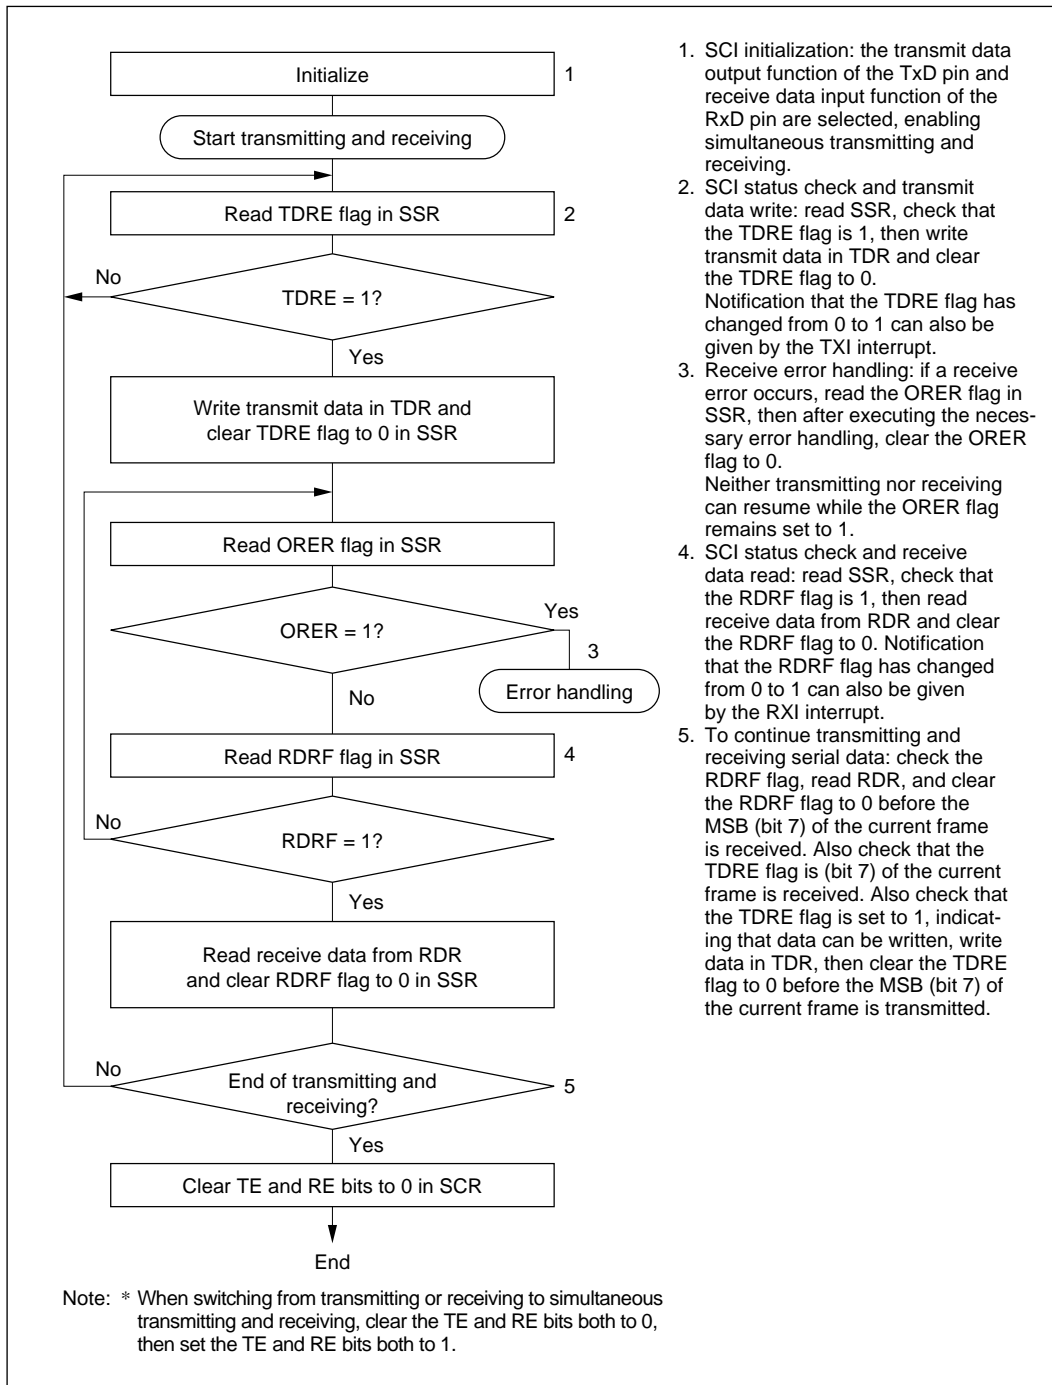 Initialize
1
Start transmitting and receiving
Read TDRE flag in SSR
2
No
TDRE = 1?
Yes
Write transmit data in TDR and
clear TDRE flag to 0 in SSR
Read ORER flag in SSR
Yes
ORER = 1?
3
Error handling
No
Read RDRF flag in SSR
4
No
RDRF = 1?
Yes
Read receive data from RDR
and clear RDRF flag to 0 in SSR
No
End of transmitting and
receiving?
5
Yes
Clear TE and RE bits to 0 in SCR
End
1. SCI initialization: the transmit data
output function of the TxD pin and
receive data input function of the
RxD pin are selected, enabling
simultaneous transmitting and
receiving.
2. SCI status check and transmit
data write: read SSR, check that
the TDRE flag is 1, then write
transmit data in TDR and clear
the TDRE flag to 0.
Notification that the TDRE flag has
changed from 0 to 1 can also be
given by the TXI interrupt.
3. Receive error handling: if a receive
error occurs, read the ORER flag in
SSR, then after executing the neces-
sary error handling, clear the ORER
flag to 0.
Neither transmitting nor receiving
can resume while the ORER flag
remains set to 1.
4. SCI status check and receive
data read: read SSR, check that
the RDRF flag is 1, then read
receive data from RDR and clear
the RDRF flag to 0. Notification
that the RDRF flag has changed
from 0 to 1 can also be given
by the RXI interrupt.
5. To continue transmitting and
receiving serial data: check the
RDRF flag, read RDR, and clear
the RDRF flag to 0 before the
MSB (bit 7) of the current frame
is received. Also check that the
TDRE flag is (bit 7) of the current
frame is received. Also check that
the TDRE flag is set to 1, indicat-
ing that data can be written, write
data in TDR, then clear the TDRE
flag to 0 before the MSB (bit 7) of
the current frame is transmitted.
Note: * When switching from transmitting or receiving to simultaneous
transmitting and receiving, clear the TE and RE bits both to 0,
then set the TE and RE bits both to 1.